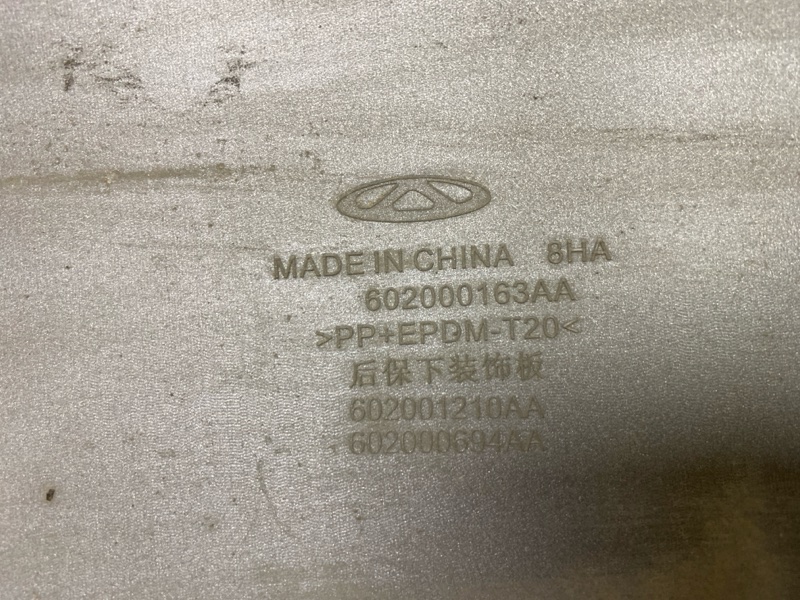 MADE IN CHINA 8HA
602000163AA
>PP+EPDM-T20<
后保下装饰板
602001210AA
602000694AA